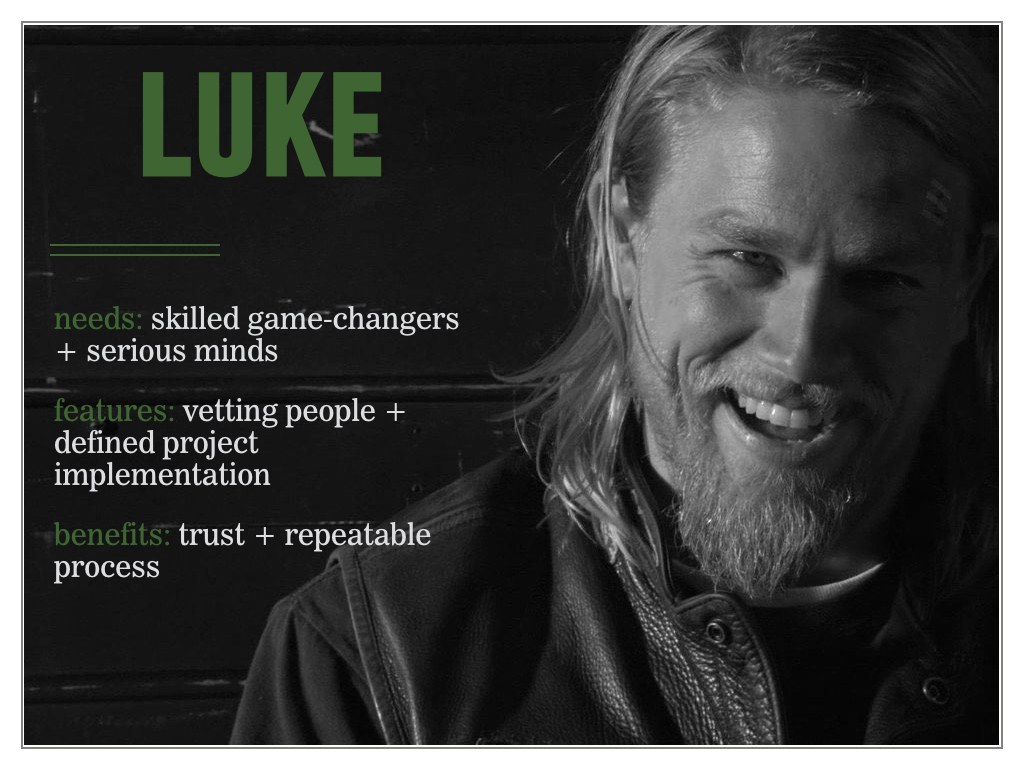 LUKE
needs: skilled game-changers
+ serious minds
features: vetting people +
defined project
implementation
benefits: trust + repeatable
process